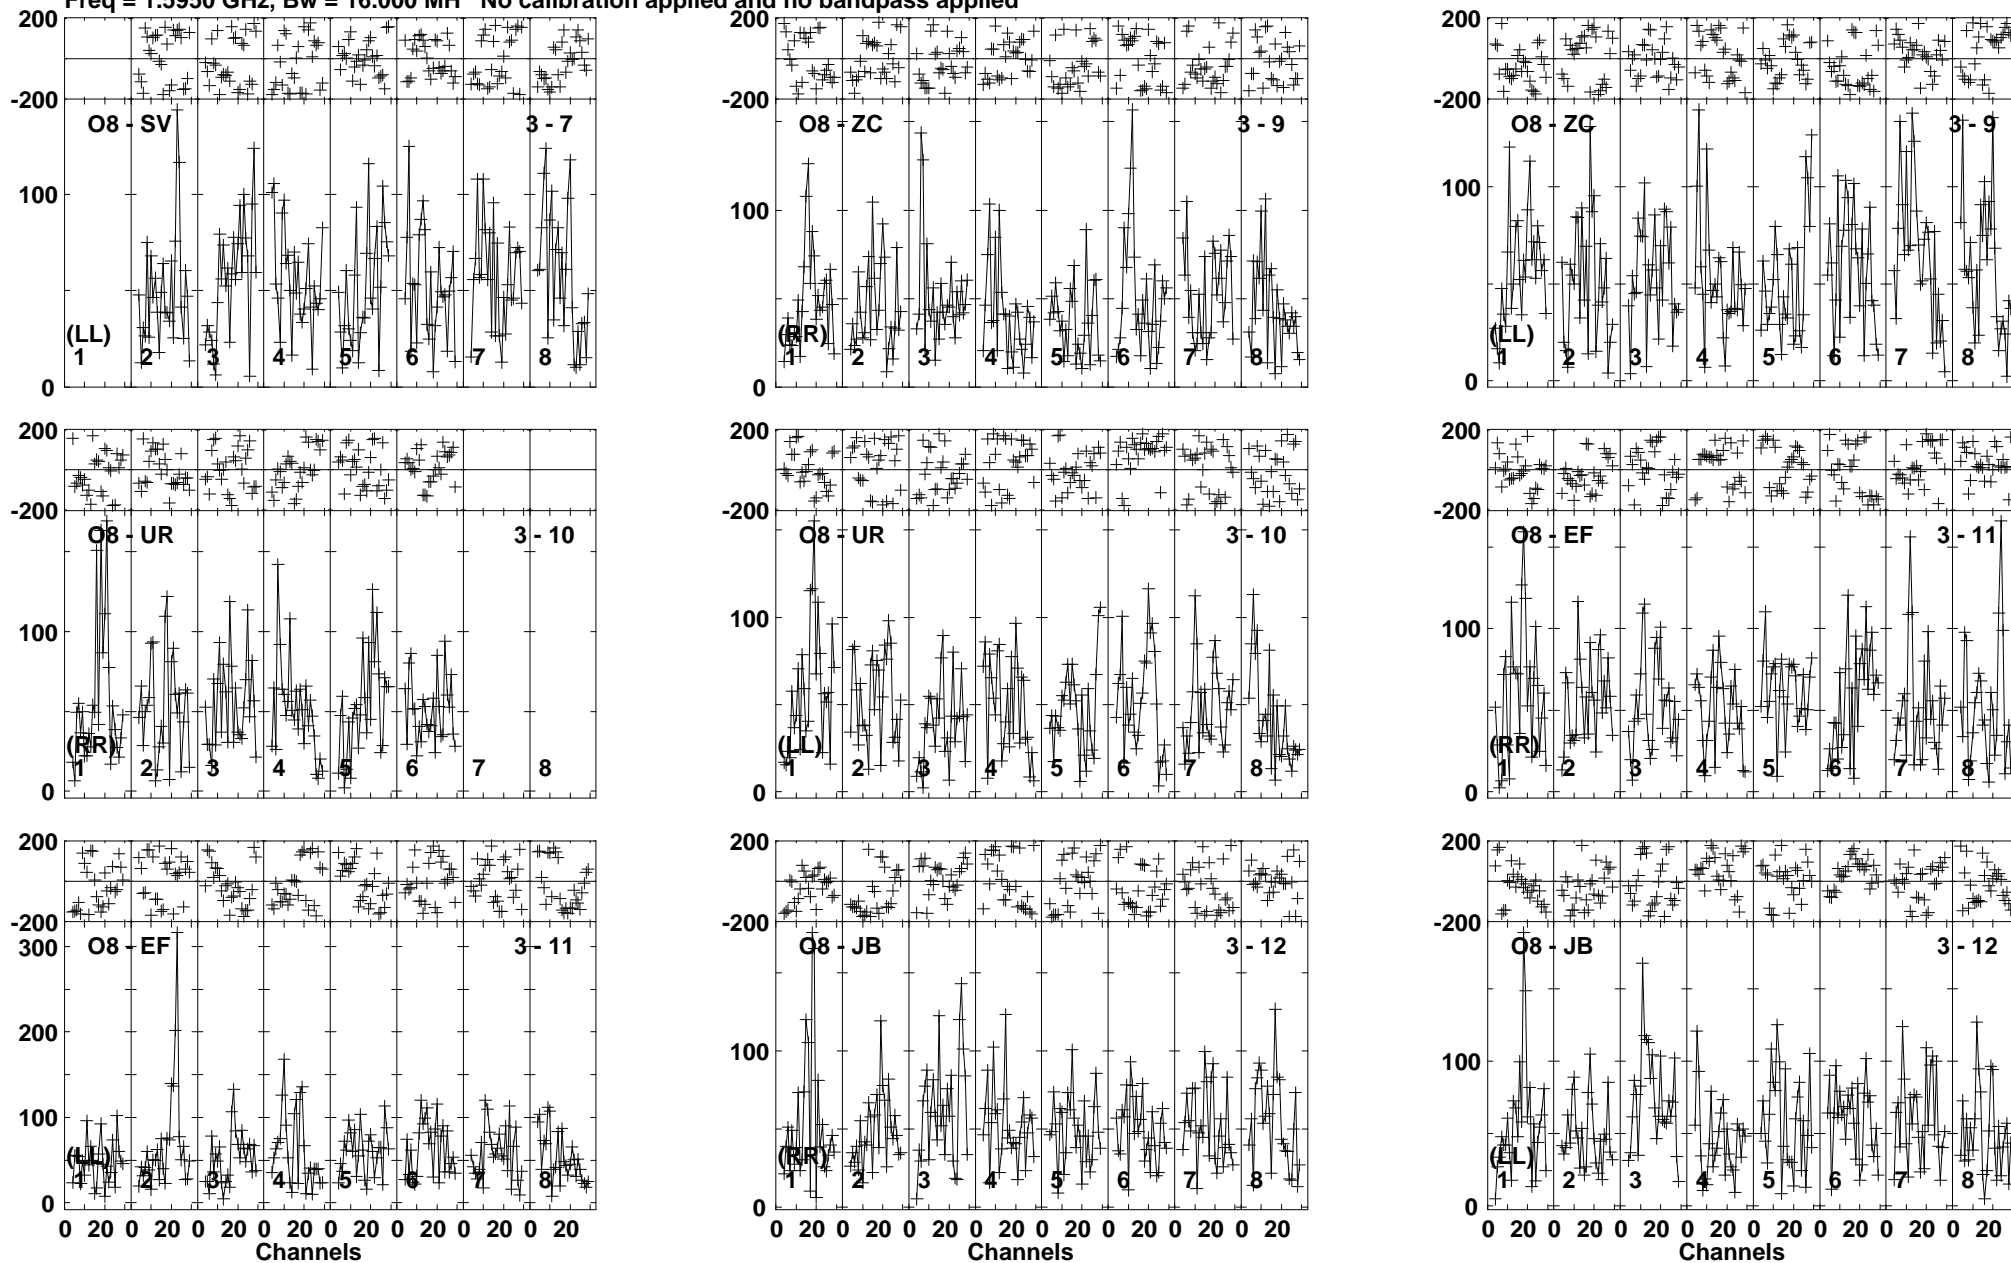 Freq = 1.5950 GHz, Bw = 16.000 MH   No calibration applied and no bandpass applied
200
-200
O8 - SV 3 - 7
100
(LL)
1 2 3 4 5 6 7 8
0
200
-200
O8 - ZC 3 - 9
100
(RR)
1 2 3 4 5 6 7 8
0
200
-200
O8 - ZC 3 - 9
100
(LL)
1 2 3 4 5 6 7 8
0
200
-200
O8 - UR 3 - 10
100
(RR)
1 2 3 4 5 6 7 8
0
200
-200
O8 - UR 3 - 10
100
(LL)
1 2 3 4 5 6 7 8
0
200
-200
O8 - EF 3 - 11
100
(RR)
1 2 3 4 5 6 7 8
0
200
-200
300
O8 - EF 3 - 11
200
100
(LL)
1 2 3 4 5 6 7 8
0
0 20 0 20 0 20 0 20 0 20 0 20 0 20 0 20
Channels
200
-200
O8 - JB 3 - 12
100
(RR)
1 2 3 4 5 6 7 8
0
0 20 0 20 0 20 0 20 0 20 0 20 0 20 0 20
Channels
200
-200
O8 - JB 3 - 12
100
(LL)
1 2 3 4 5 6 7 8
0
0 20 0 20 0 20 0 20 0 20 0 20 0 20 0 20
Channels